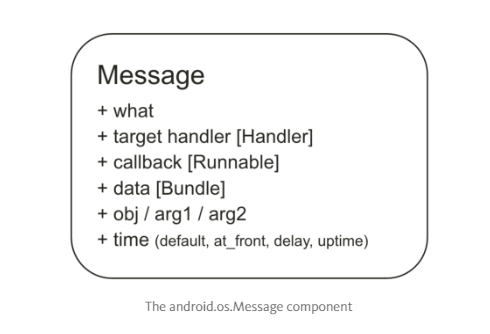 Message
+ what
+ target handler [Handler]
+ callback [Runnable]
+ data [Bundle]
+ obj / arg1 / arg2
+ time (default, at_front, delay, uptime)
The android.os.Message component